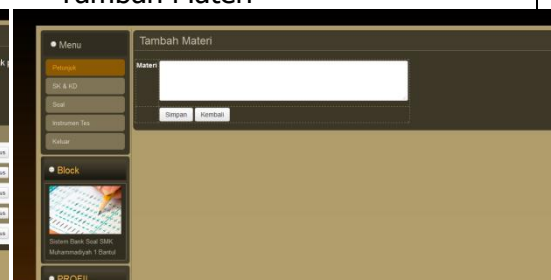 Tambah Materi
Menu
Petunjuk
SK & KD
Soal
Instrumen Tes
Keluar
Tambah Materi
Materi
Simpan
Kembali
Block
Sistem Bank Soal SMK
Muhammadiyah 1 Bantul
PROFIL